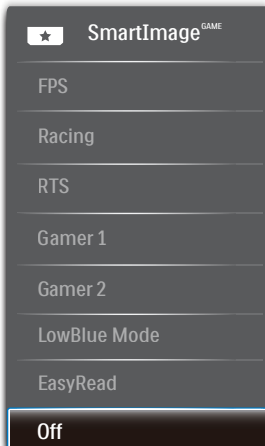 SmartImage GAME
FPS
Racing
RTS
Gamer 1
Gamer 2
LowBlue Mode
EasyRead
Off